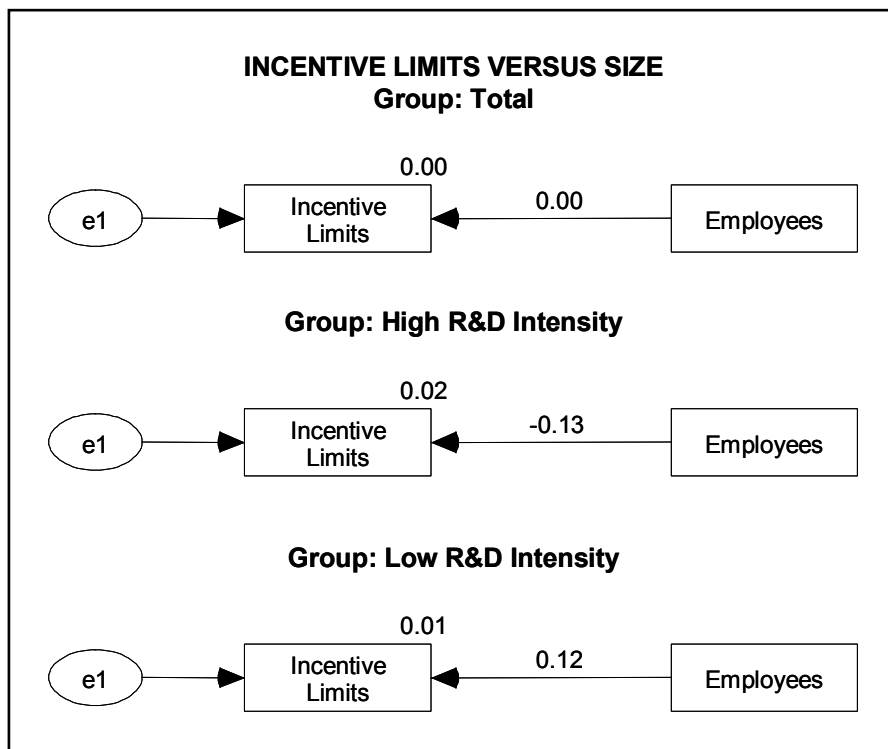 INCENTIVE LIMITS VERSUS SIZE
Group: Total
0.00
e1
Incentive
Limits
0.00
Employees
Group: High R&D Intensity
0.02
e1
Incentive
Limits
-0.13
Employees
Group: Low R&D Intensity
0.01
e1
Incentive
Limits
0.12
Employees